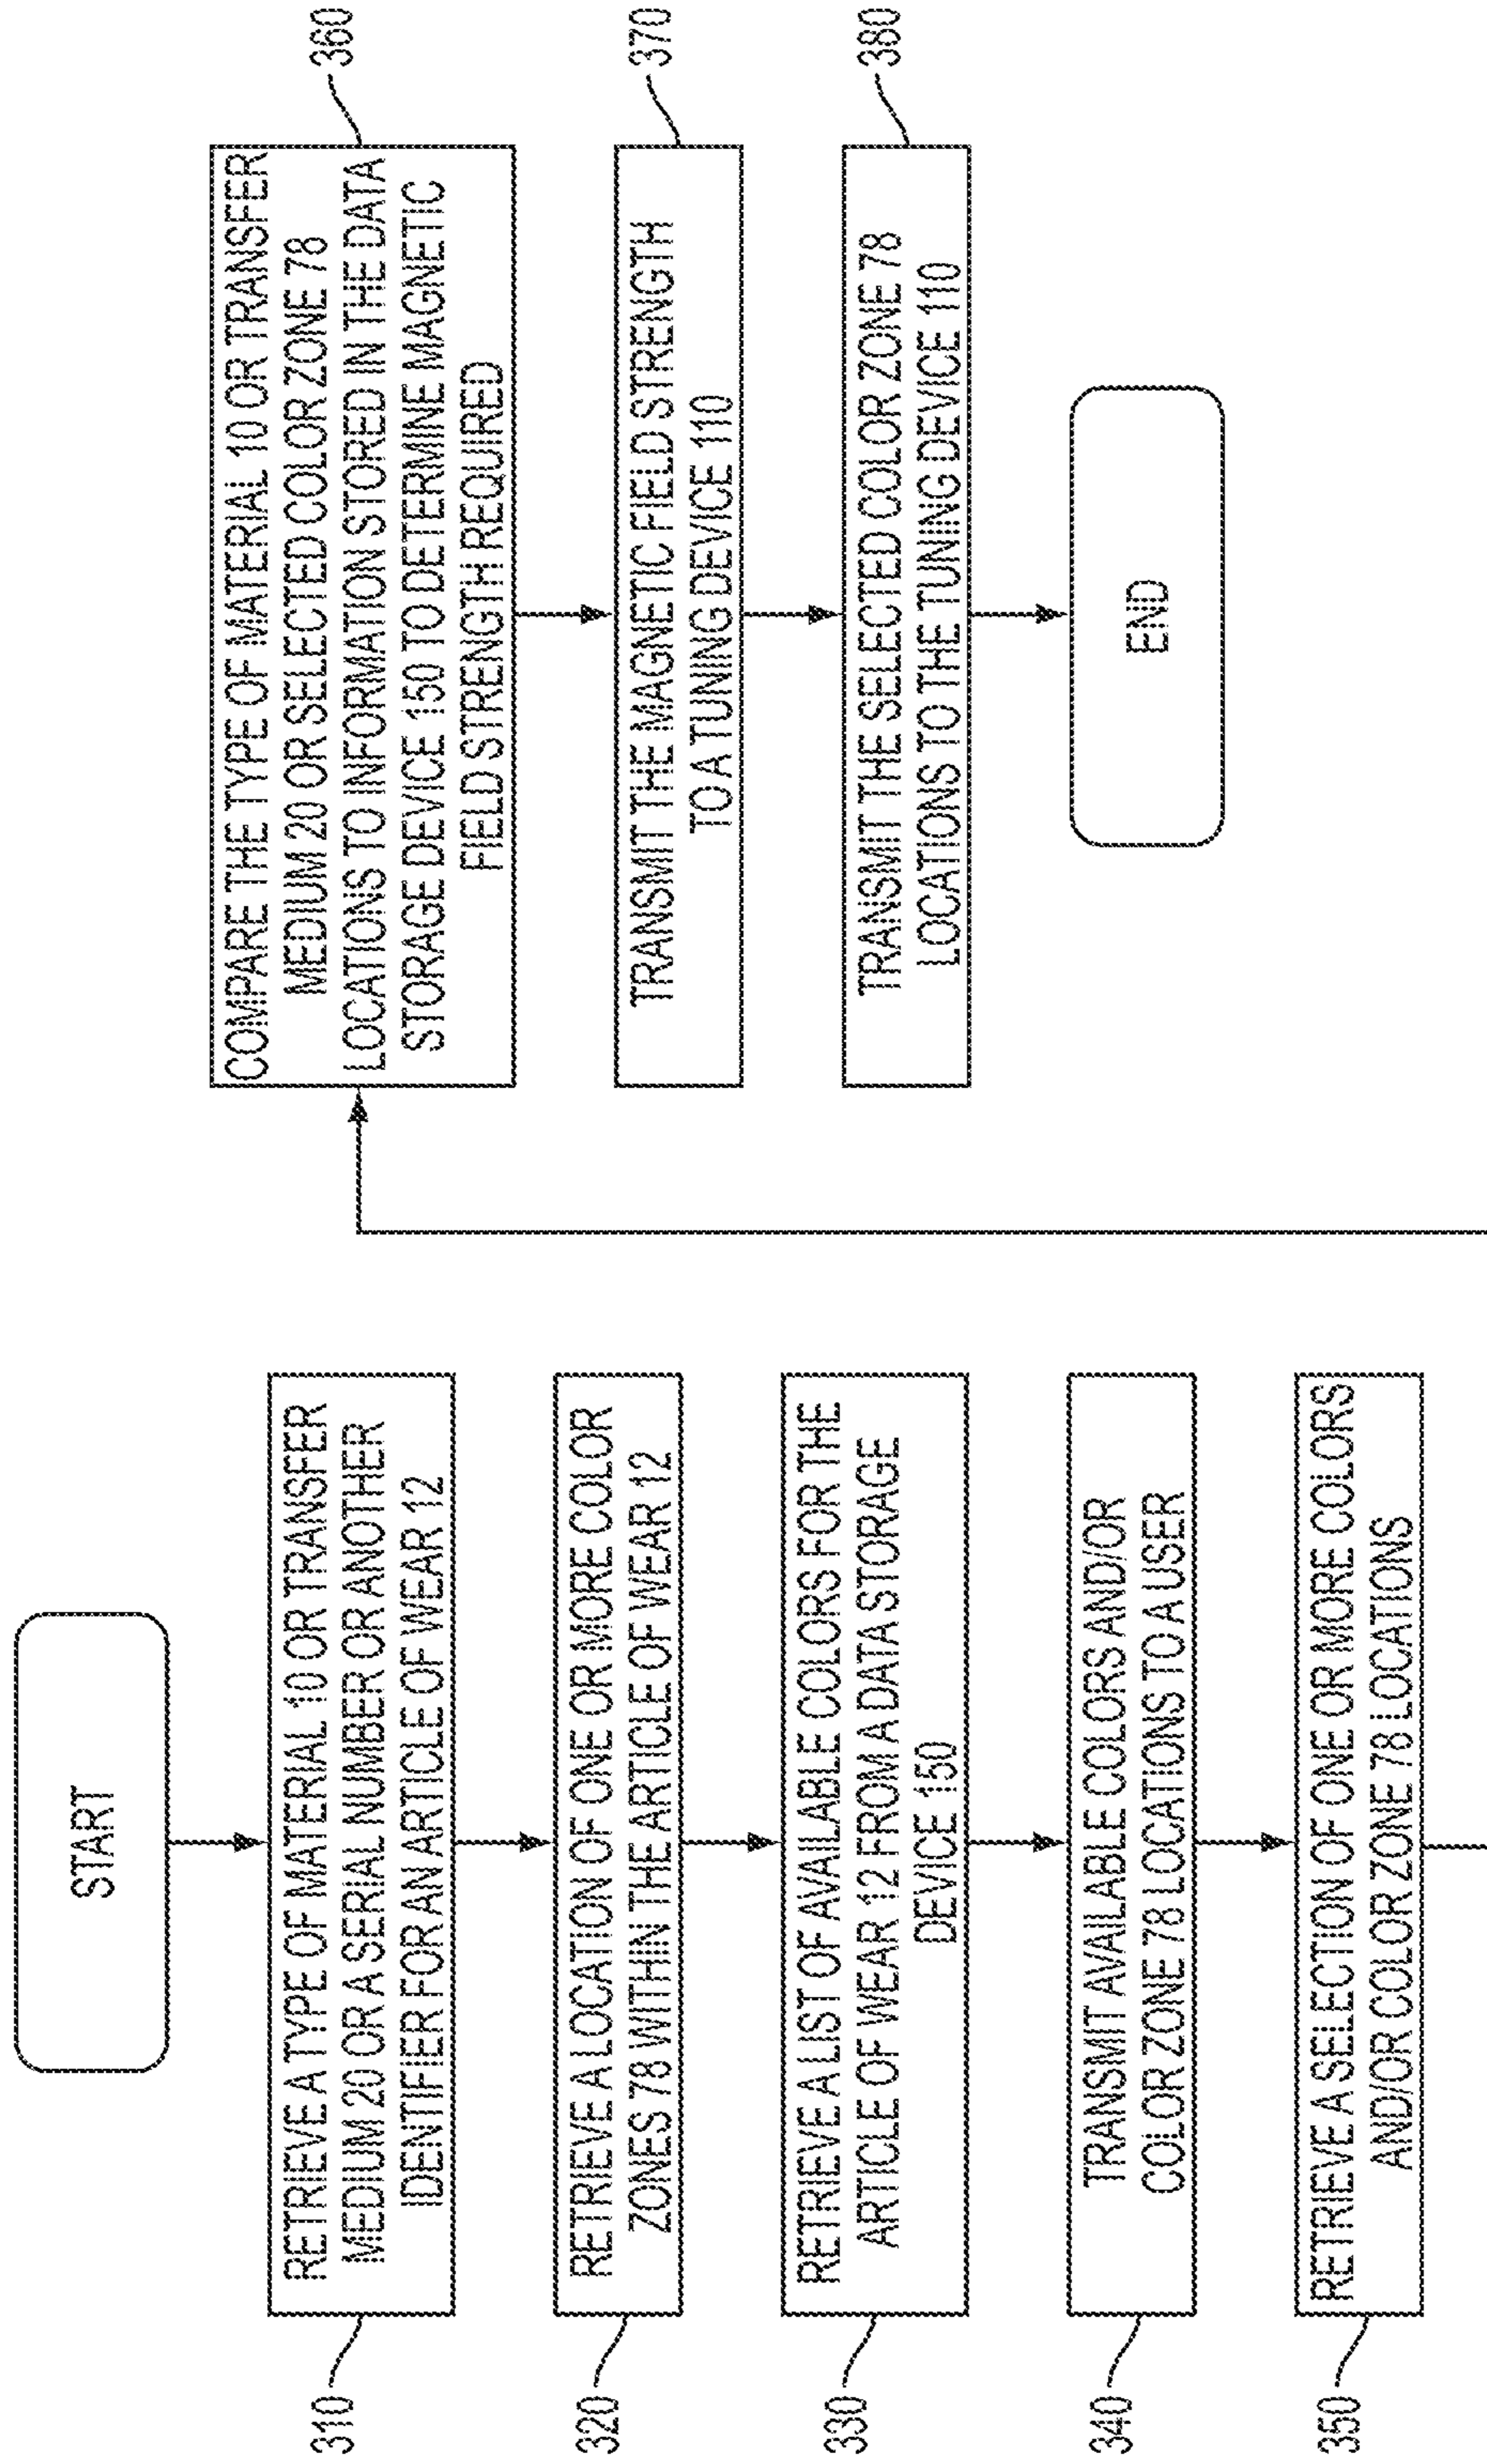 START
310
RETRIEVE A TYPE OF MATERIAL 10 OR TRANSFER
MEDIUM 20 OR A SERIAL NUMBER OR ANOTHER
IDENTIFIER FOR AN ARTICLE OF WEAR 12
320
RETRIEVE A LOCATION OF ONE OR MORE COLOR
ZONES 78 WITHIN THE ARTICLE OF WEAR 12
330
RETRIEVE A LIST OF AVAILABLE COLORS FOR THE
ARTICLE OF WEAR 12 FROM A DATA STORAGE
DEVICE 150
340
TRANSMIT AVAILABLE COLORS AND/OR
COLOR ZONE 78 LOCATIONS TO A USER
350
RETRIEVE A SELECTION OF ONE OR MORE COLORS
AND/OR COLOR ZONE 78 LOCATIONS
360
COMPARE THE TYPE OF MATERIAL 10 OR TRANSFER
MEDIUM 20 OR SELECTED COLOR ZONE 78
LOCATIONS TO INFORMATION STORED IN THE DATA
STORAGE DEVICE 150 TO DETERMINE MAGNETIC
FIELD STRENGTH REQUIRED
370
TRANSMIT THE MAGNETIC FIELD STRENGTH
TO A TUNING DEVICE 110
380
TRANSMIT THE SELECTED COLOR ZONE 78
LOCATIONS TO THE TUNING DEVICE 110
END